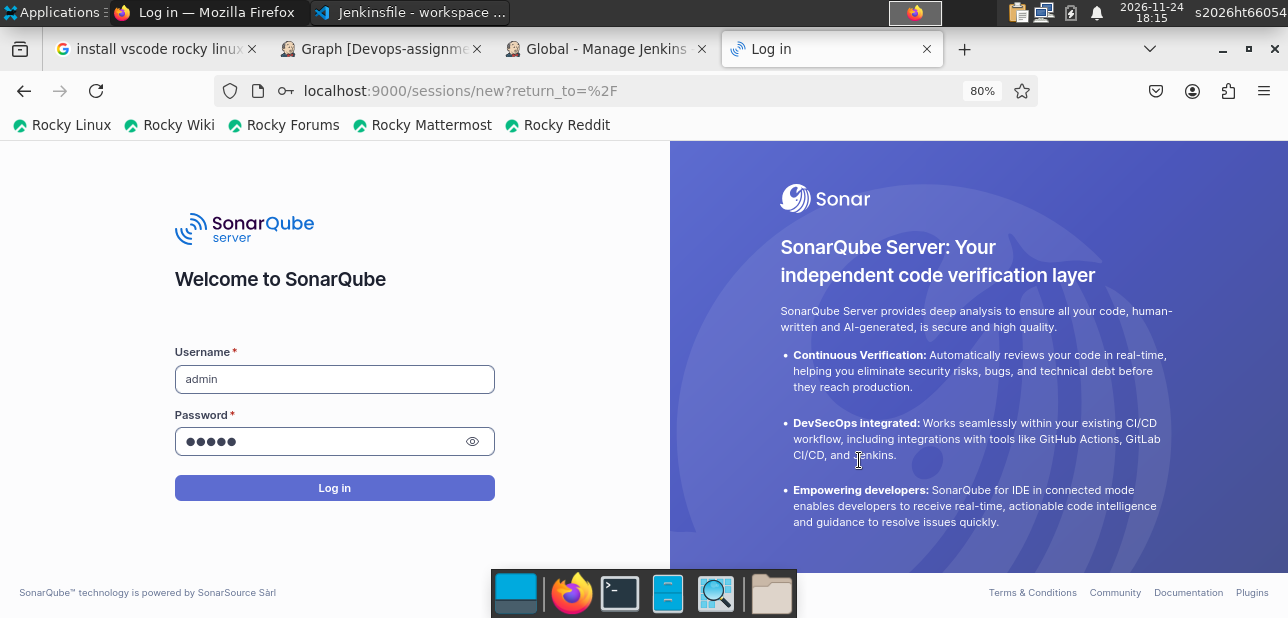 Applications
Log in — Mozilla Firefox
Jenkinsfile - workspace ...
2026-11-24
18:15
s2026ht66054
install vscode rocky linux
Graph [Devops-assignme
Global - Manage Jenkins
Log in
localhost:9000/sessions/new?return_to=%2F
80%
Rocky Linux
Rocky Wiki
Rocky Forums
Rocky Mattermost
Rocky Reddit
SonarQube
server
Welcome to SonarQube
Username *
admin
Password *
Log in
Sonar
SonarQube Server: Your
independent code verification layer
SonarQube Server provides deep analysis to ensure all your code, human-
written and AI-generated, is secure and high quality.
• Continuous Verification: Automatically reviews your code in real-time,
helping you eliminate security risks, bugs, and technical debt before
they reach production.
• DevSecOps integrated: Works seamlessly within your existing CI/CD
workflow, including integrations with tools like GitHub Actions, GitLab
CI/CD, and Jenkins.
• Empowering developers: SonarQube for IDE in connected mode
enables developers to receive real-time, actionable code intelligence
and guidance to resolve issues quickly.
SonarQube™ technology is powered by SonarSource Sàrl
Terms & Conditions
Community
Documentation
Plugins